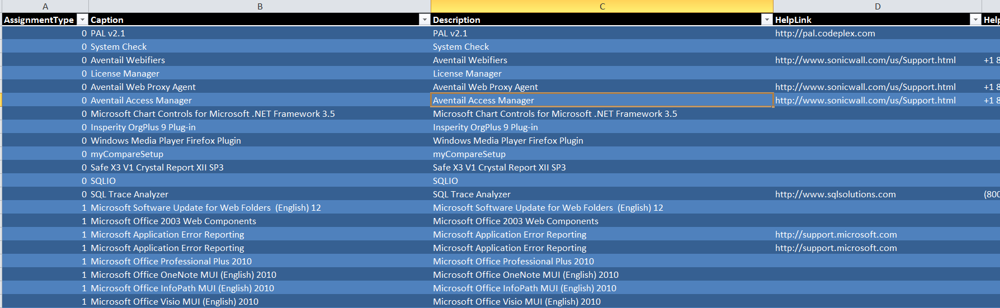 A B C D
AssignmentType Caption Description HelpLink Help
0 PAL v2.1 PAL v2.1 http://pal.codeplex.com
0 System Check System Check
0 Aventail Webifiers Aventail Webifiers http://www.sonicwall.com/us/Support.html +1 8
0 License Manager License Manager
0 Aventail Web Proxy Agent Aventail Web Proxy Agent http://www.sonicwall.com/us/Support.html +1 8
0 Aventail Access Manager Aventail Access Manager http://www.sonicwall.com/us/Support.html +1 8
0 Microsoft Chart Controls for Microsoft .NET Framework 3.5 Microsoft Chart Controls for Microsoft .NET Framework 3.5
0 Insperity OrgPlus 9 Plug-in Insperity OrgPlus 9 Plug-in
0 Windows Media Player Firefox Plugin Windows Media Player Firefox Plugin
0 myCompareSetup myCompareSetup
0 Safe X3 V1 Crystal Report XII SP3 Safe X3 V1 Crystal Report XII SP3
0 SQLIO SQLIO
0 SQL Trace Analyzer SQL Trace Analyzer http://www.sqlsolutions.com (800
1 Microsoft Software Update for Web Folders  (English) 12 Microsoft Software Update for Web Folders  (English) 12
1 Microsoft Office 2003 Web Components Microsoft Office 2003 Web Components
1 Microsoft Application Error Reporting Microsoft Application Error Reporting http://support.microsoft.com
1 Microsoft Application Error Reporting Microsoft Application Error Reporting http://support.microsoft.com
1 Microsoft Office Professional Plus 2010 Microsoft Office Professional Plus 2010
1 Microsoft Office OneNote MUI (English) 2010 Microsoft Office OneNote MUI (English) 2010
1 Microsoft Office InfoPath MUI (English) 2010 Microsoft Office InfoPath MUI (English) 2010
1 Microsoft Office Visio MUI (English) 2010 Microsoft Office Visio MUI (English) 2010